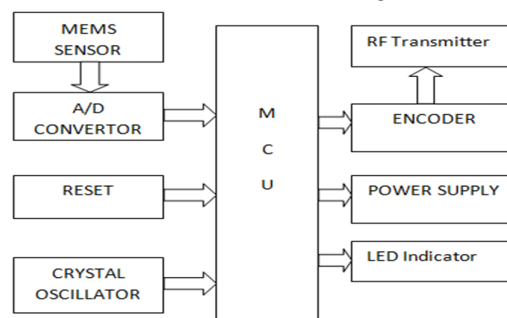 MEMS
SENSOR
A/D
CONVERTOR
RESET
CRYSTAL
OSCILLATOR
M
C
U
RF Transmitter
ENCODER
POWER SUPPLY
LED Indicator